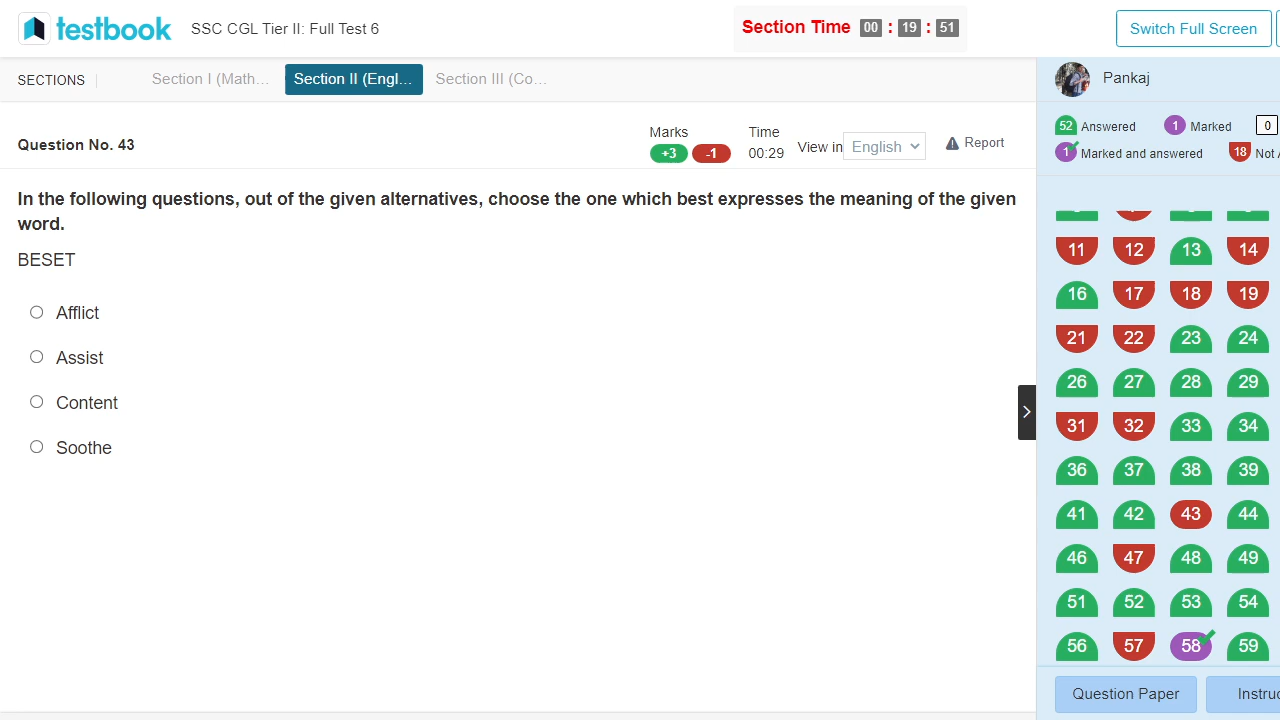 testbook SSC CGL Tier II: Full Test 6 Section Time 00 : 19 : 51 Switch Full Screen
SECTIONS Section I (Math... Section II (Engl... Section III (Co... Pankaj
Question No. 43 Marks +3 -1 Time 00:29 View in English Report
52 Answered 1 Marked 0
1 Marked and answered 18 Not
In the following questions, out of the given alternatives, choose the one which best expresses the meaning of the given
word.
BESET
Afflict
Assist
Content
Soothe
11 12 13 14
16 17 18 19
21 22 23 24
26 27 28 29
31 32 33 34
36 37 38 39
41 42 43 44
46 47 48 49
51 52 53 54
56 57 58 59
Question Paper Instruc